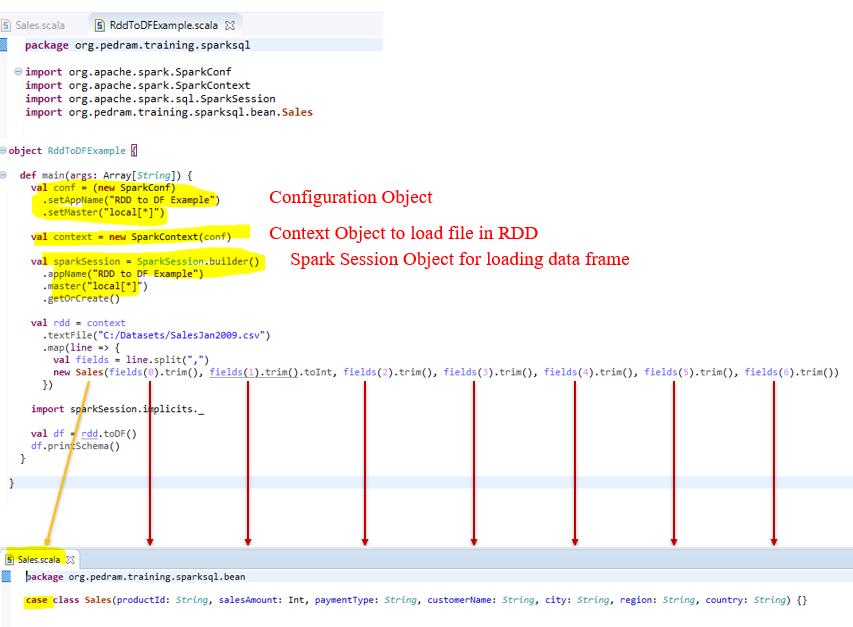 Sales.scala RddToDFExample.scala
package org.pedram.training.sparksql
import org.apache.spark.SparkConf
import org.apache.spark.SparkContext
import org.apache.spark.sql.SparkSession
import org.pedram.training.sparksql.bean.Sales
object RddToDFExample {
def main(args: Array[String]) {
val conf = (new SparkConf)
.setAppName("RDD to DF Example")
.setMaster("local[*]")
Configuration Object
val context = new SparkContext(conf)
Context Object to load file in RDD
val sparkSession = SparkSession.builder()
Spark Session Object for loading data frame
.appName("RDD to DF Example")
.master("local[*]")
.getOrCreate()
val rdd = context
.textFile("C:/Datasets/SalesJan2009.csv")
.map(line => {
val fields = line.split(",")
new Sales(fields(0).trim(), fields(1).trim().toInt, fields(2).trim(), fields(3).trim(), fields(4).trim(), fields(5).trim(), fields(6).trim())
})
import sparkSession.implicits._
val df = rdd.toDF()
df.printSchema()
}
}
Sales.scala
package org.pedram.training.sparksql.bean
case class Sales(productId: String, salesAmount: Int, paymentType: String, customerName: String, city: String, region: String, country: String) {}